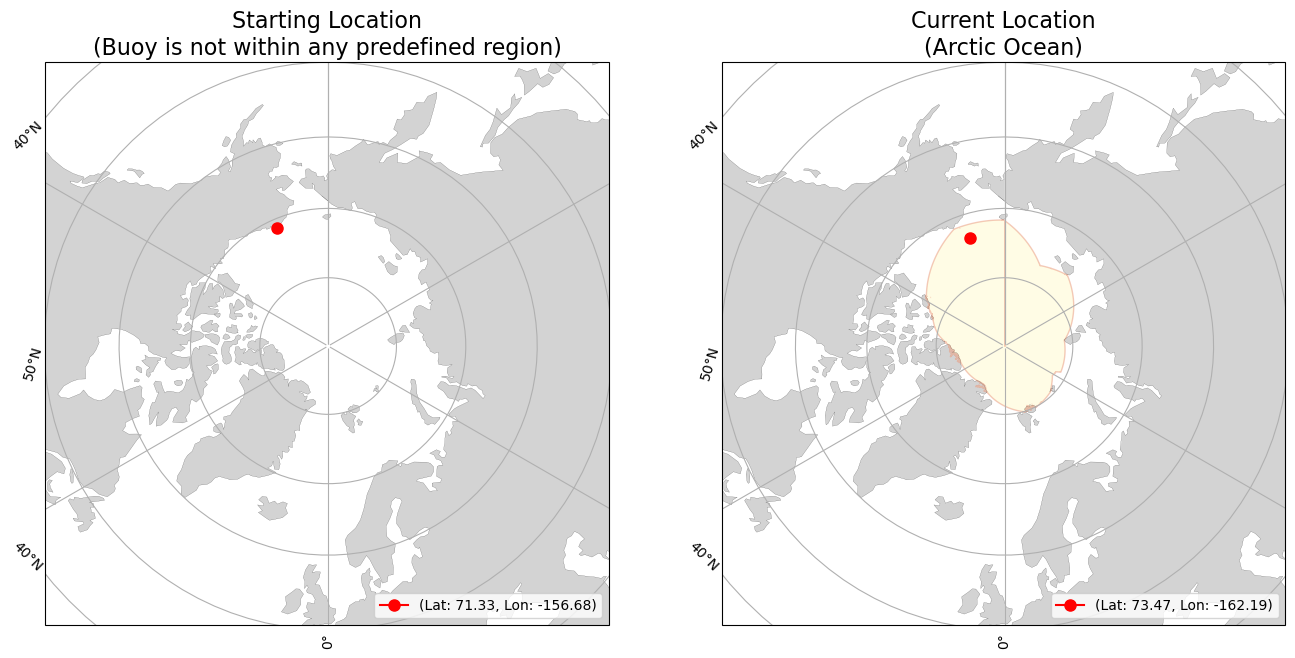 Starting Location
(Buoy is not within any predefined region)
40°N
50°N
40°N
0°
(Lat: 71.33, Lon: -156.68)
Current Location
(Arctic Ocean)
40°N
50°N
40°N
0°
(Lat: 73.47, Lon: -162.19)